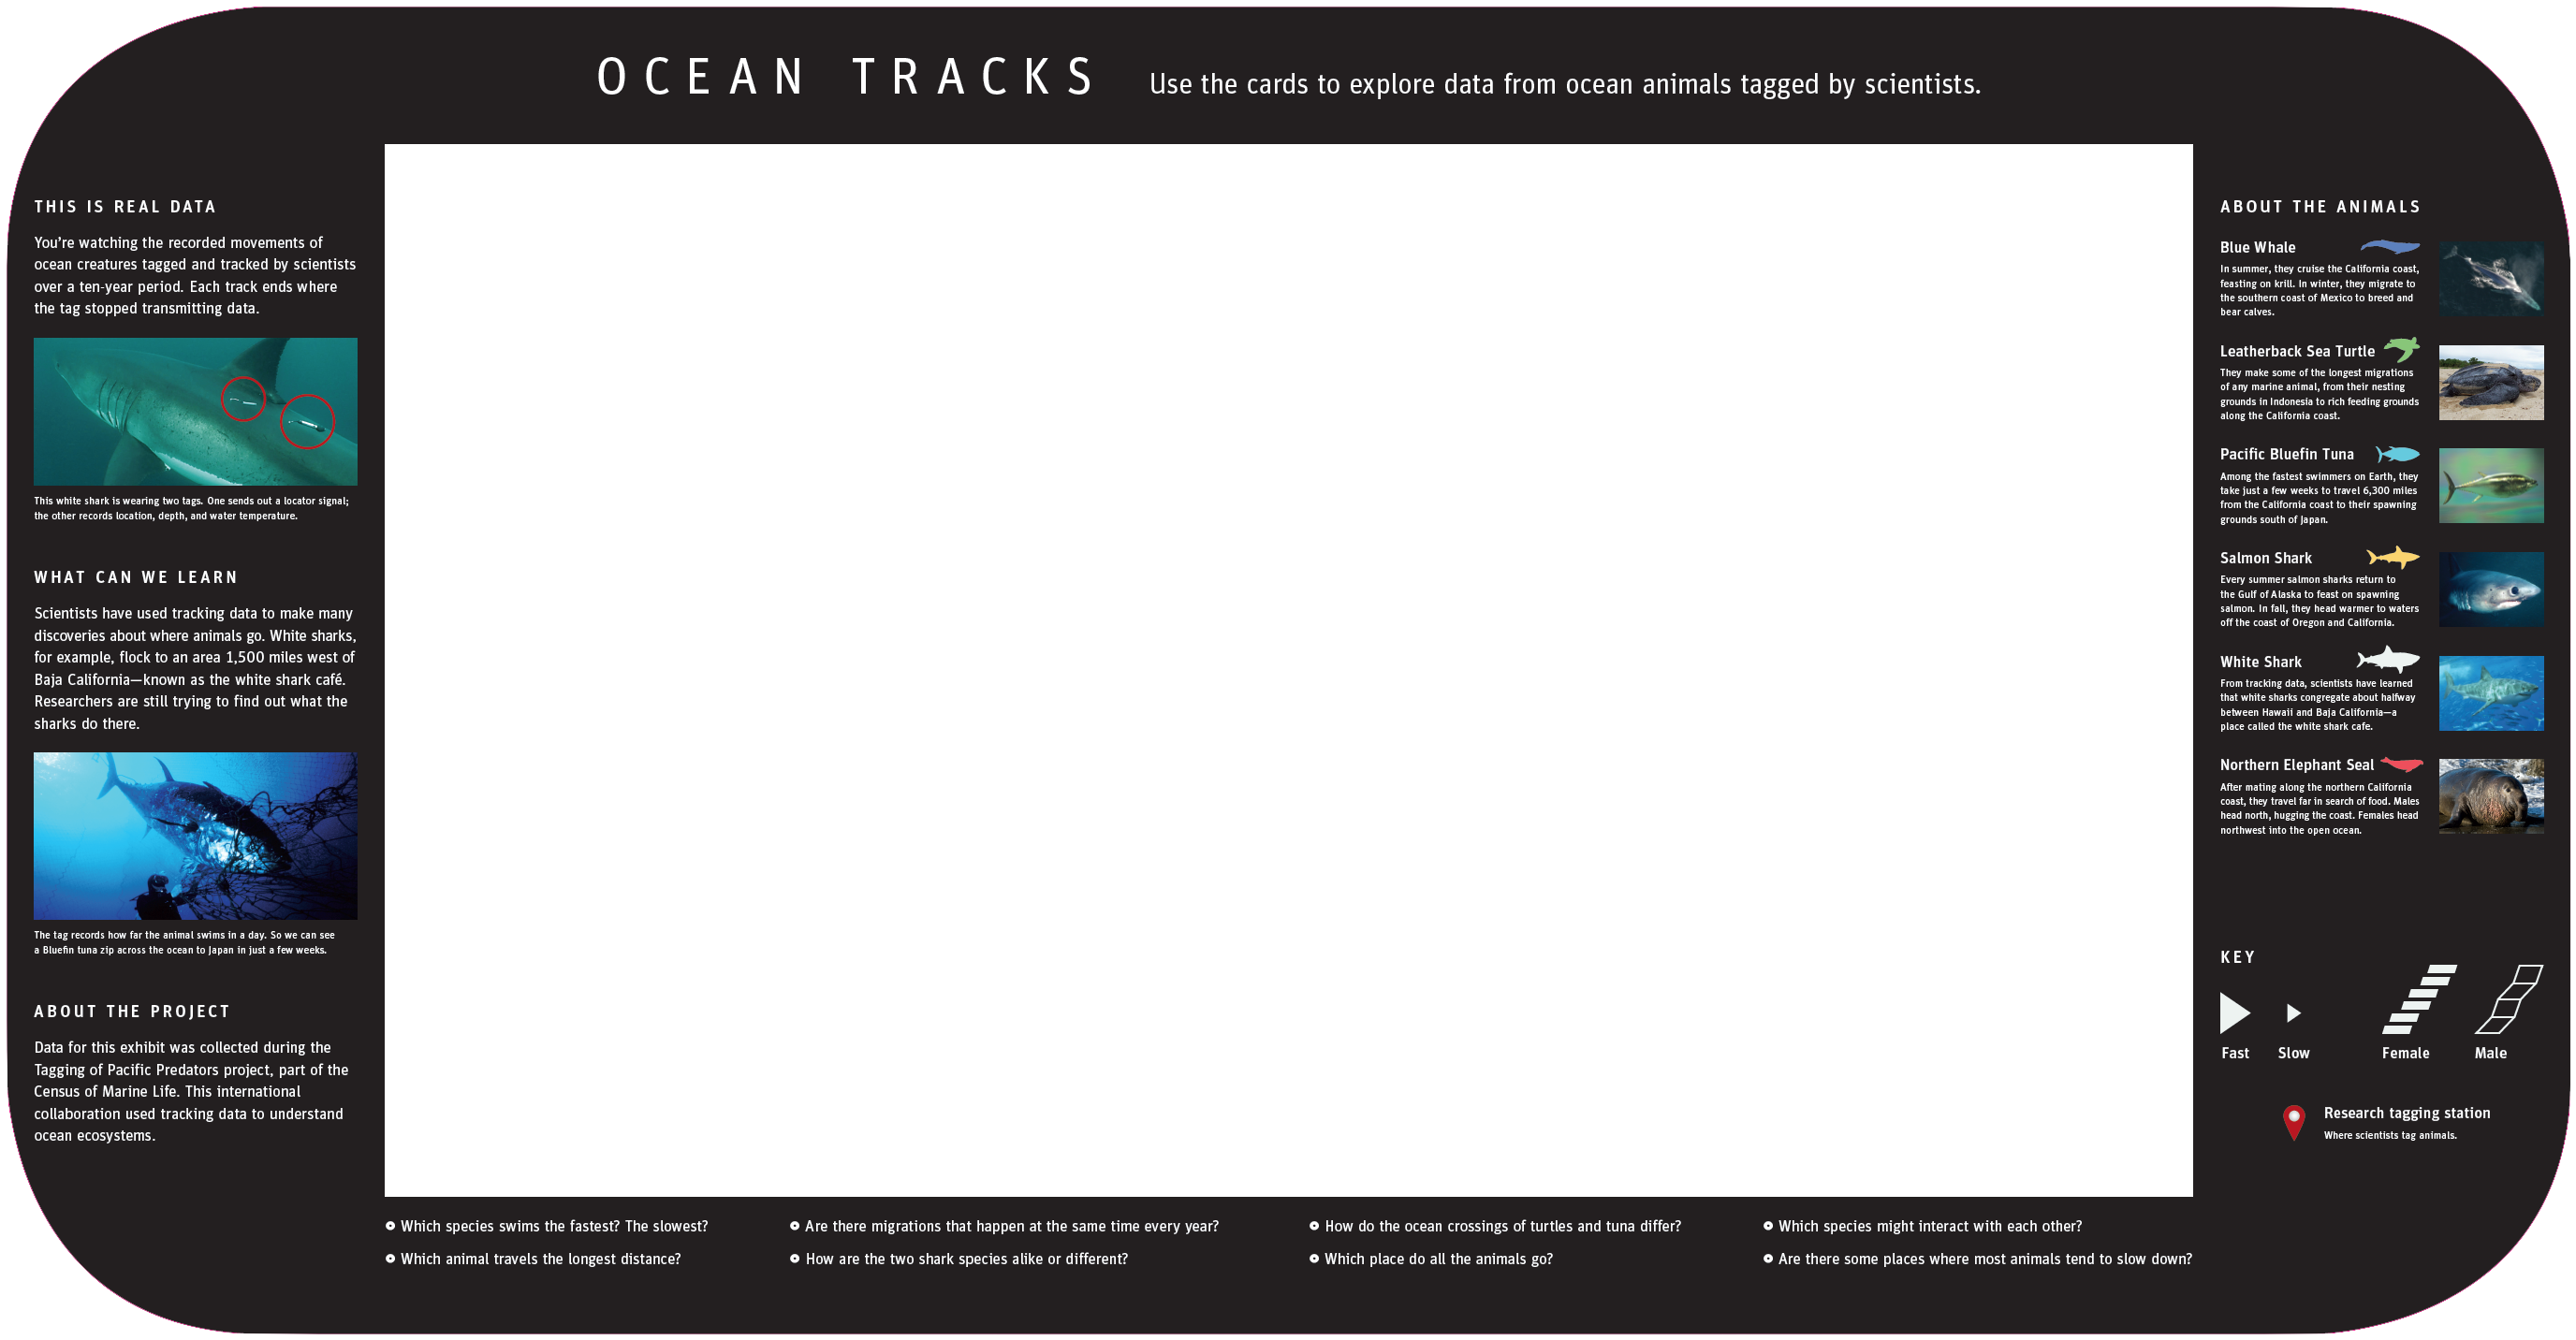 OCEAN TRACKS Use the cards to explore data from ocean animals tagged by scientists.
THIS IS REAL DATA
You're watching the recorded movements of
ocean creatures tagged and tracked by scientists
over a ten-year period. Each track ends where
the tag stopped transmitting data.
This white shark is wearing two tags. One sends out a locator signal;
the other records location, depth, and water temperature.
WHAT CAN WE LEARN
Scientists have used tracking data to make many
discoveries about where animals go. White sharks,
for example, flock to an area 1,500 miles west of
Baja California—known as the white shark café.
Researchers are still trying to find out what the
sharks do there.
The tag records how far the animal swims in a day. So we can see
a Bluefin tuna zip across the ocean to Japan in just a few weeks.
ABOUT THE PROJECT
Data for this exhibit was collected during the
Tagging of Pacific Predators project, part of the
Census of Marine Life. This international
collaboration used tracking data to understand
ocean ecosystems.
ABOUT THE ANIMALS
Blue Whale
In summer, they cruise the California coast,
feasting on krill. In winter, they migrate to
the southern coast of Mexico to breed and
bear calves.
Leatherback Sea Turtle
They make some of the longest migrations
of any marine animal, from their nesting
grounds in Indonesia to rich feeding grounds
along the California coast.
Pacific Bluefin Tuna
Among the fastest swimmers on Earth, they
take just a few weeks to travel 6,300 miles
from the California coast to their spawning
grounds south of Japan.
Salmon Shark
Every summer salmon sharks return to
the Gulf of Alaska to feast on spawning
salmon. In fall, they head warmer to waters
off the coast of Oregon and California.
White Shark
From tracking data, scientists have learned
that white sharks congregate about halfway
between Hawaii and Baja California—a
place called the white shark cafe.
Northern Elephant Seal
After mating along the northern California
coast, they travel far in search of food. Males
head north, hugging the coast. Females head
northwest into the open ocean.
KEY
Fast Slow Female Male
Research tagging station
Where scientists tag animals.
Which species swims the fastest? The slowest?
Which animal travels the longest distance?
Are there migrations that happen at the same time every year?
How are the two shark species alike or different?
How do the ocean crossings of turtles and tuna differ?
Which place do all the animals go?
Which species might interact with each other?
Are there some places where most animals tend to slow down?